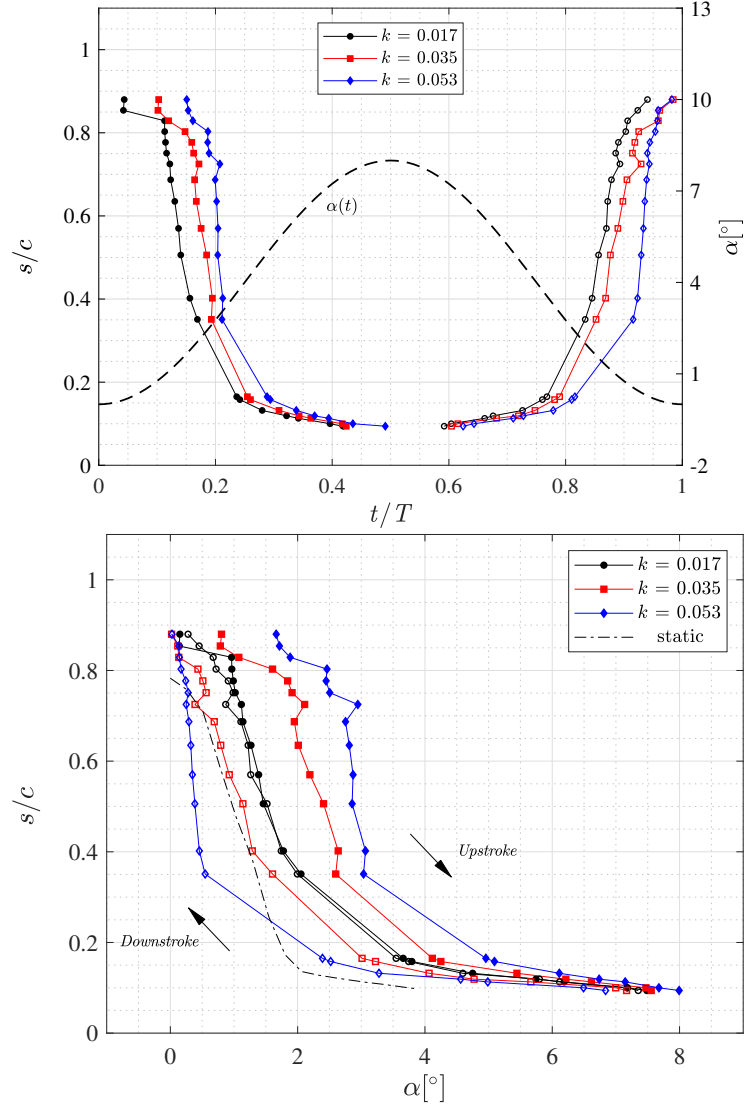 13
1
k = 0.017
k = 0.035
k = 0.053
10
0.8
α(t)
7
0.6
s/c
α[°]
0.4
4
0.2
1
0
-2
0
0.2
0.4
0.6
0.8
1
t/T
k = 0.017
k = 0.035
k = 0.053
static
1
0.8
0.6
s/c
0.4
Upstroke
0.2
Downstroke
0
0
2
4
6
8
α[°]